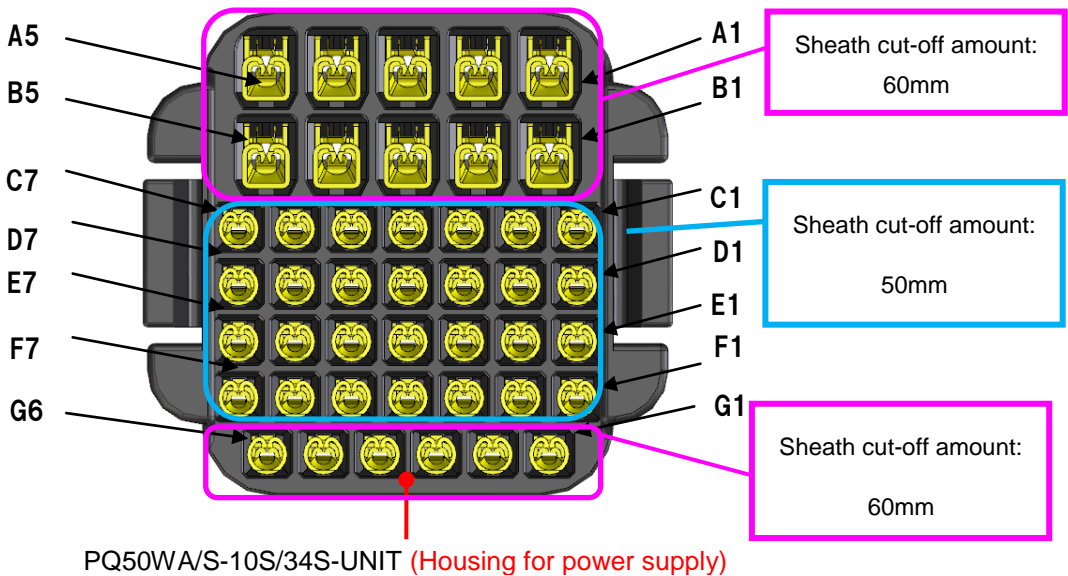 A5
A1
Sheath cut-off amount:
60mm
B5
B1
C7
C1
Sheath cut-off amount:
50mm
D7
D1
E7
E1
F7
F1
G6
G1
Sheath cut-off amount:
60mm
PQ50WA/S-10S/34S-UNIT (Housing for power supply)